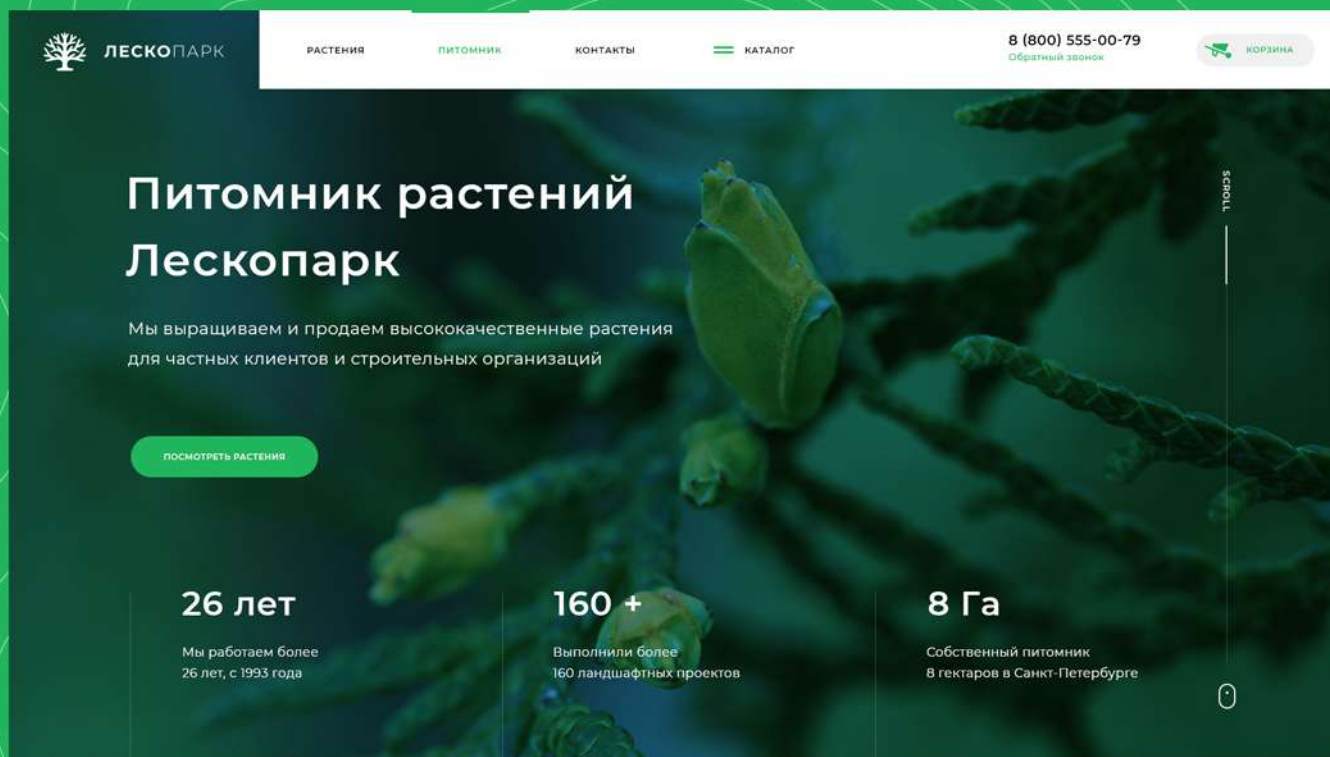 ЛЕСКОПАРК
РАСТЕНИЯ
ПИТОМНИК
КОНТАКТЫ
КАТАЛОГ
8 (800) 555-00-79
Обратный звонок
КОРЗИНА
Питомник растений
Лескопарк
Мы выращиваем и продаем высококачественные растения
для частных клиентов и строительных организаций
ПОСМОТРЕТЬ РАСТЕНИЯ
SCROLL
26 лет
Мы работаем более
26 лет, с 1993 года
160 +
Выполнили более
160 ландшафтных проектов
8 Га
Собственный питомник
8 гектаров в Санкт-Петербурге